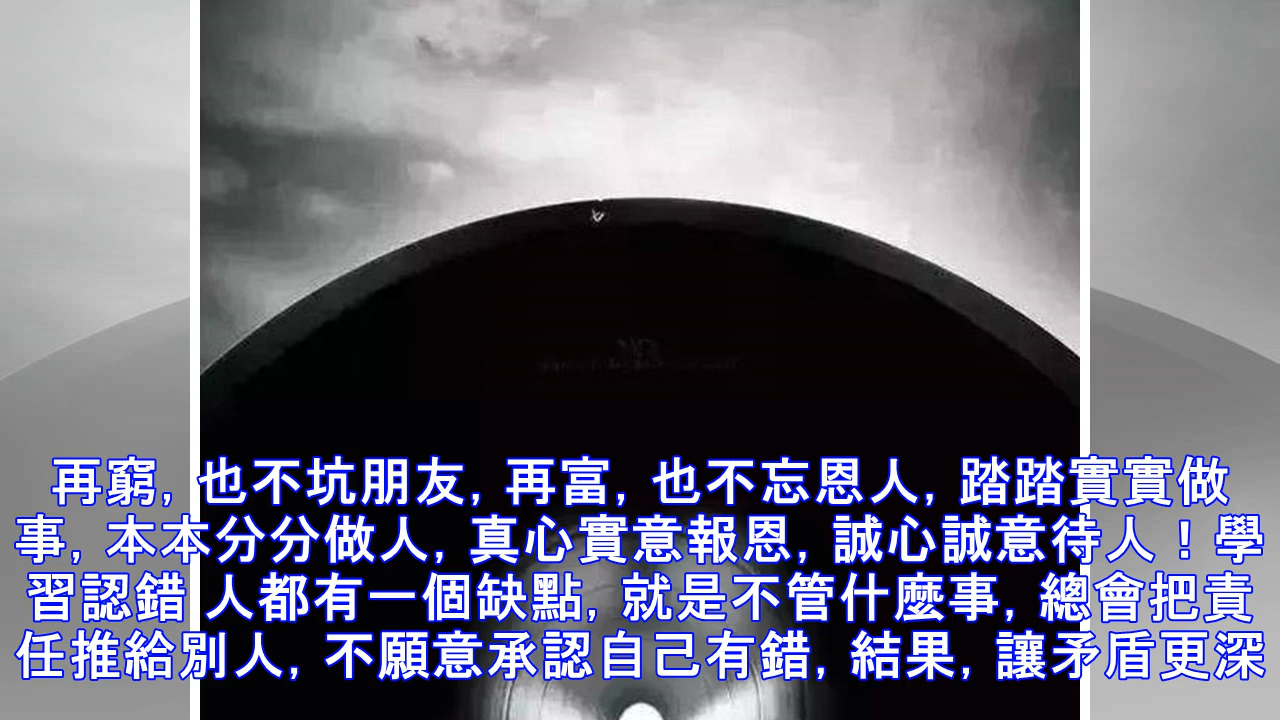 再窮, 也不坑朋友, 再富, 也不忘恩人, 踏踏實實做
事, 本本分分做人, 真心實意報恩, 誠心誠意待人！學
習認錯 人都有一個缺點, 就是不管什麼事, 總會把責
任推給別人, 不願意承認自己有錯, 結果, 讓矛盾更深